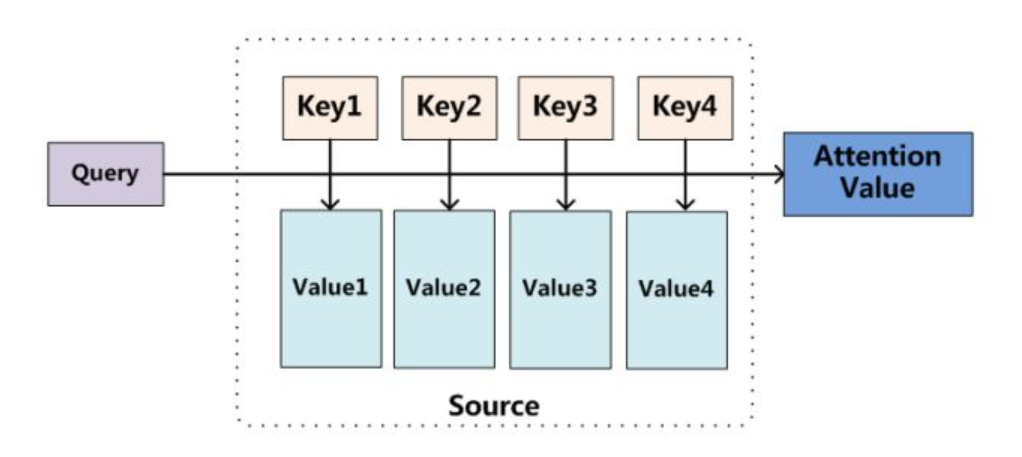 Key1 Key2 Key3 Key4
Query
Attention
Value
Value1 Value2 Value3 Value4
Source